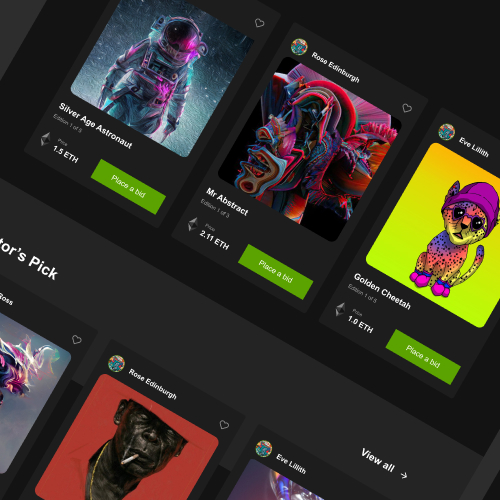 Silver Age Astronaut
Edition 1 of 5
Price
1.5 ETH
Place a bid
Rose Edinburgh
Mr Abstract
Edition 1 of 3
Price
2.11 ETH
Place a bid
Eve Lilith
Golden Cheetah
Edition 1 of 5
Price
1.0 ETH
Place a bid
tor's Pick
View all →
Rose Edinburgh
Eve Lilith